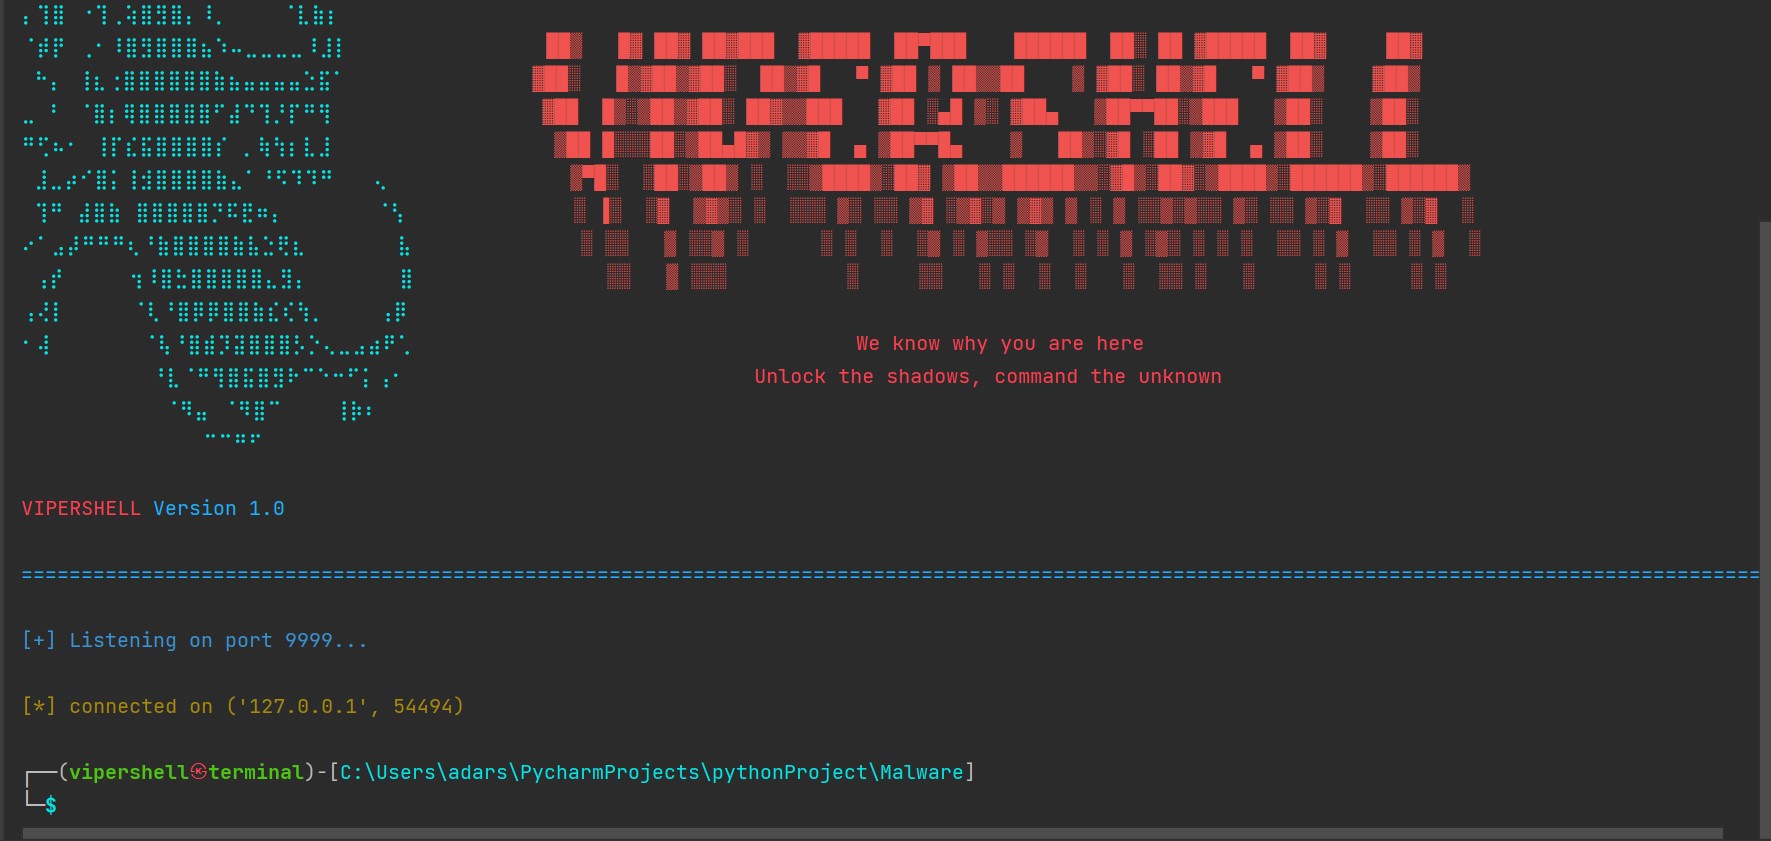 We know why you are here
Unlock the shadows, command the unknown
VIPERSHELL Version 1.0
==================================================================================================================================================
[+] Listening on port 9999...
[*] connected on ('127.0.0.1', 54494)
┌──(vipershell㉿terminal)-[C:\Users\adars\PycharmProjects\pythonProject\Malware]
└─$